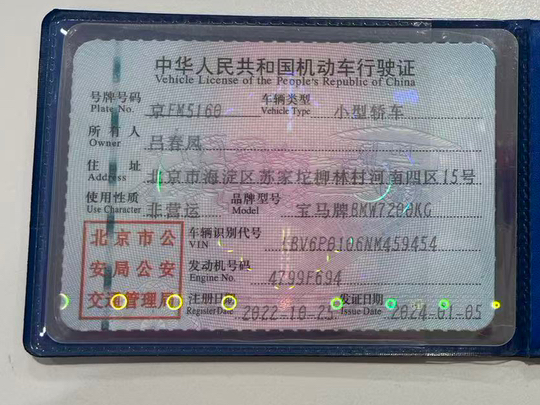 中华人民共和国机动车行驶证
Vehicle License of the People's Republic of China
号牌号码 京FM5160 车辆类型 小型轿车
Plate No. Vehicle Type
所有人 吕春凤
Owner
住址 北京市海淀区苏家坨柳林村河南四区15号
Address
使用性质 非营运 品牌型号 宝马牌BMW7200KG
Use Character Model
北京市公安局公安交通管理局
车辆识别代号 LBV6P0106NM459454
VIN
发动机号码 4799F694
Engine No.
注册日期 2022-10-25 发证日期 2024-01-05
Register Date Issue Date